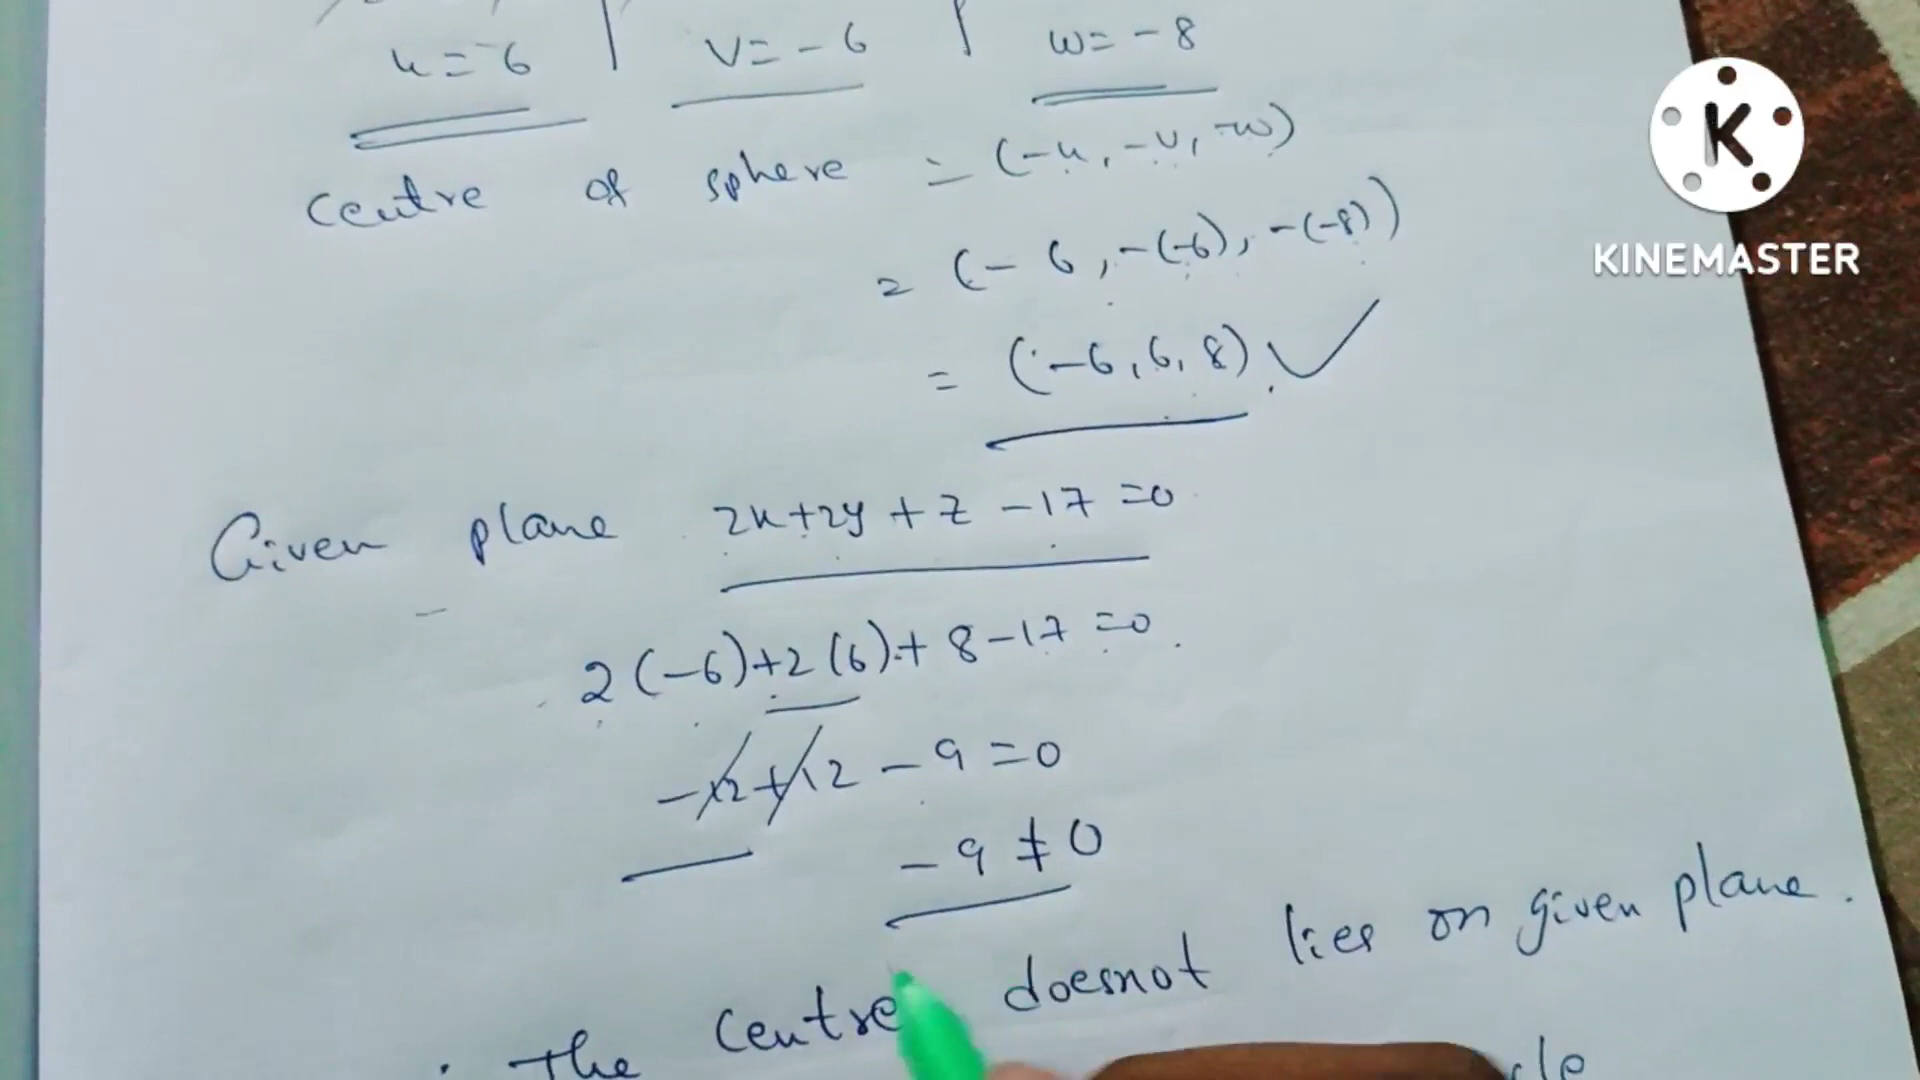 u = 6 | v = - 6 | w = - 8
Centre of sphere = (-u, -v, -w)
= (- 6, -(-6), -(-8))
= (-6, 6, 8) ✓
Given plane 2x+2y+z-17=0
2(-6)+2(6)+8-17=0
-12+12-9=0
-9≠0
The Centre doesnot lies on given plane.
K
KINEMASTER